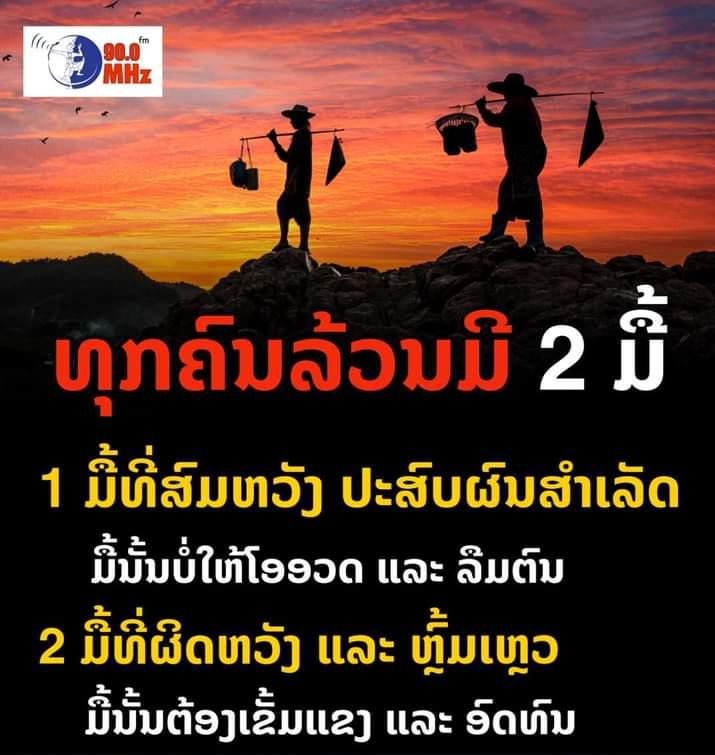 90.0 fm
MHz
ທຸກຄົນລ້ວນມີ 2 ມື້
1 ມື້ທີ່ສົມຫວັງ ປະສົບຜົນສຳເລັດ
ມື້ນັ້ນບໍ່ໃຫ້ໂອອວດ ແລະ ລືມຕົນ
2 ມື້ທີ່ຜິດຫວັງ ແລະ ຫຼົ້ມເຫຼວ
ມື້ນັ້ນຕ້ອງເຂັ້ມແຂງ ແລະ ອົດທົນ